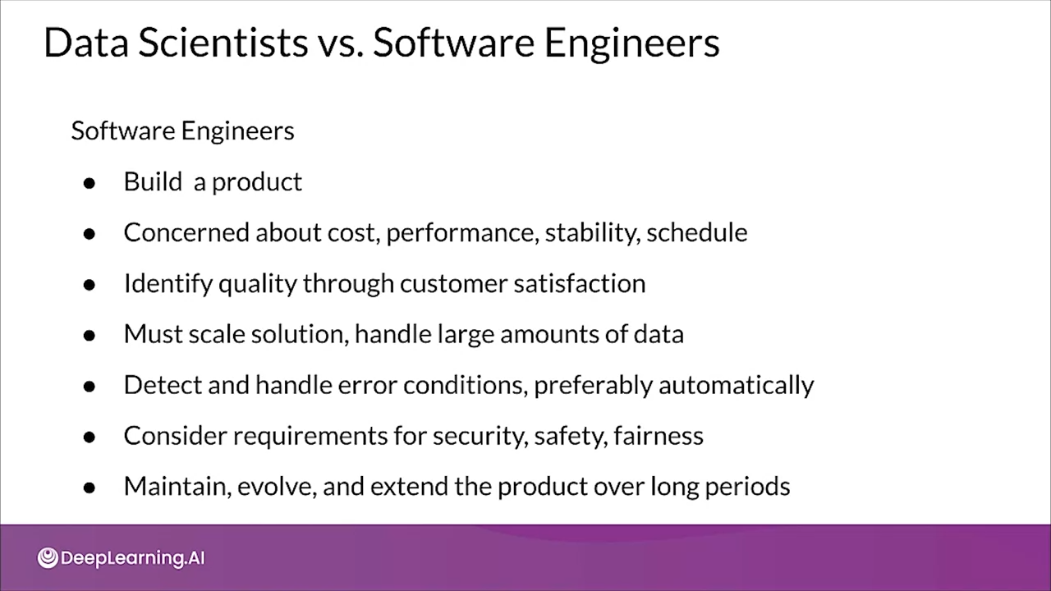 Data Scientists vs. Software Engineers
Software Engineers
● Build a product
● Concerned about cost, performance, stability, schedule
● Identify quality through customer satisfaction
● Must scale solution, handle large amounts of data
● Detect and handle error conditions, preferably automatically
● Consider requirements for security, safety, fairness
● Maintain, evolve, and extend the product over long periods
DeepLearning.AI